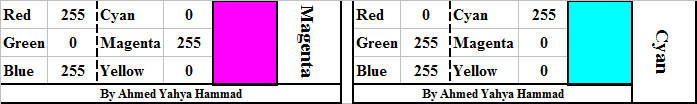 Red 255 Cyan 0
Green 0 Magenta 255
Blue 255 Yellow 0
Magenta
By Ahmed Yahya Hammad
Red 0 Cyan 255
Green 255 Magenta 0
Blue 255 Yellow 0
Cyan
By Ahmed Yahya Hammad